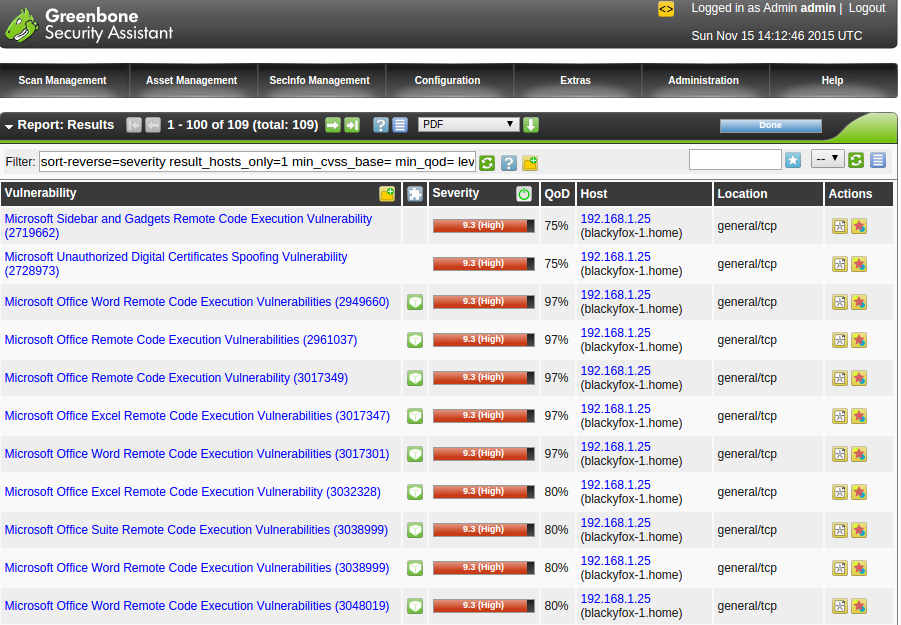 Greenbone
Security Assistant
<> Logged in as Admin admin | Logout
Sun Nov 15 14:12:46 2015 UTC
Scan Management Asset Management SecInfo Management Configuration Extras Administration Help
Report: Results 1 - 100 of 109 (total: 109) ? PDF Done
Filter: sort-reverse=severity result_hosts_only=1 min_cvss_base= min_qod= lev ? --
Vulnerability Severity QoD Host Location Actions
Microsoft Sidebar and Gadgets Remote Code Execution Vulnerability
(2719662)
9.3 (High) 75% 192.168.1.25
(blackyfox-1.home) general/tcp
Microsoft Unauthorized Digital Certificates Spoofing Vulnerability
(2728973)
9.3 (High) 75% 192.168.1.25
(blackyfox-1.home) general/tcp
Microsoft Office Word Remote Code Execution Vulnerabilities (2949660) 9.3 (High) 97% 192.168.1.25
(blackyfox-1.home) general/tcp
Microsoft Office Remote Code Execution Vulnerabilities (2961037) 9.3 (High) 97% 192.168.1.25
(blackyfox-1.home) general/tcp
Microsoft Office Remote Code Execution Vulnerability (3017349) 9.3 (High) 97% 192.168.1.25
(blackyfox-1.home) general/tcp
Microsoft Office Excel Remote Code Execution Vulnerabilities (3017347) 9.3 (High) 97% 192.168.1.25
(blackyfox-1.home) general/tcp
Microsoft Office Word Remote Code Execution Vulnerabilities (3017301) 9.3 (High) 97% 192.168.1.25
(blackyfox-1.home) general/tcp
Microsoft Office Excel Remote Code Execution Vulnerability (3032328) 9.3 (High) 80% 192.168.1.25
(blackyfox-1.home) general/tcp
Microsoft Office Suite Remote Code Execution Vulnerabilities (3038999) 9.3 (High) 80% 192.168.1.25
(blackyfox-1.home) general/tcp
Microsoft Office Word Remote Code Execution Vulnerabilities (3038999) 9.3 (High) 80% 192.168.1.25
(blackyfox-1.home) general/tcp
Microsoft Office Word Remote Code Execution Vulnerabilities (3048019) 9.3 (High) 80% 192.168.1.25
(blackyfox-1.home) general/tcp